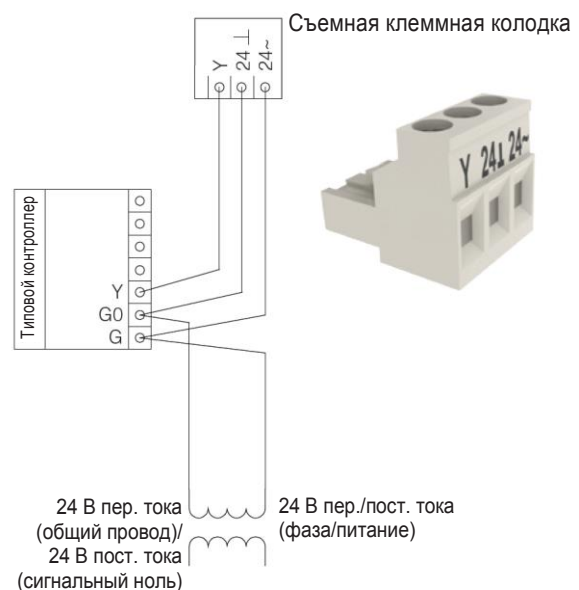 Съемная клеммная колодка
Y
24 ⊥
24~
Y 24⊥ 24~
Типовой контроллер
Y
G0
G
24 В пер. тока
(общий провод)/
24 В пост. тока
(сигнальный ноль)
24 В пер./пост. тока
(фаза/питание)